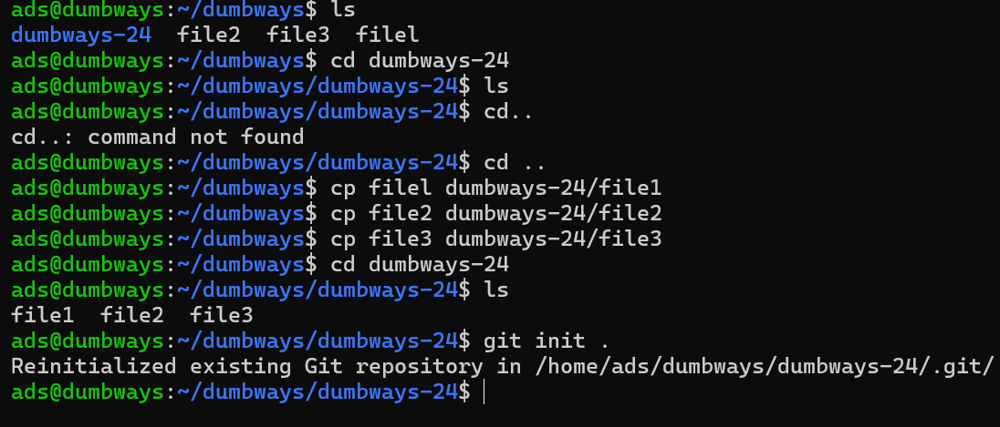 ads@dumbways:~/dumbways$ ls
dumbways-24  file2  file3  filel
ads@dumbways:~/dumbways$ cd dumbways-24
ads@dumbways:~/dumbways/dumbways-24$ ls
ads@dumbways:~/dumbways/dumbways-24$ cd..
cd..: command not found
ads@dumbways:~/dumbways/dumbways-24$ cd ..
ads@dumbways:~/dumbways$ cp filel dumbways-24/file1
ads@dumbways:~/dumbways$ cp file2 dumbways-24/file2
ads@dumbways:~/dumbways$ cp file3 dumbways-24/file3
ads@dumbways:~/dumbways$ cd dumbways-24
ads@dumbways:~/dumbways/dumbways-24$ ls
file1  file2  file3
ads@dumbways:~/dumbways/dumbways-24$ git init .
Reinitialized existing Git repository in /home/ads/dumbways/dumbways-24/.git/
ads@dumbways:~/dumbways/dumbways-24$